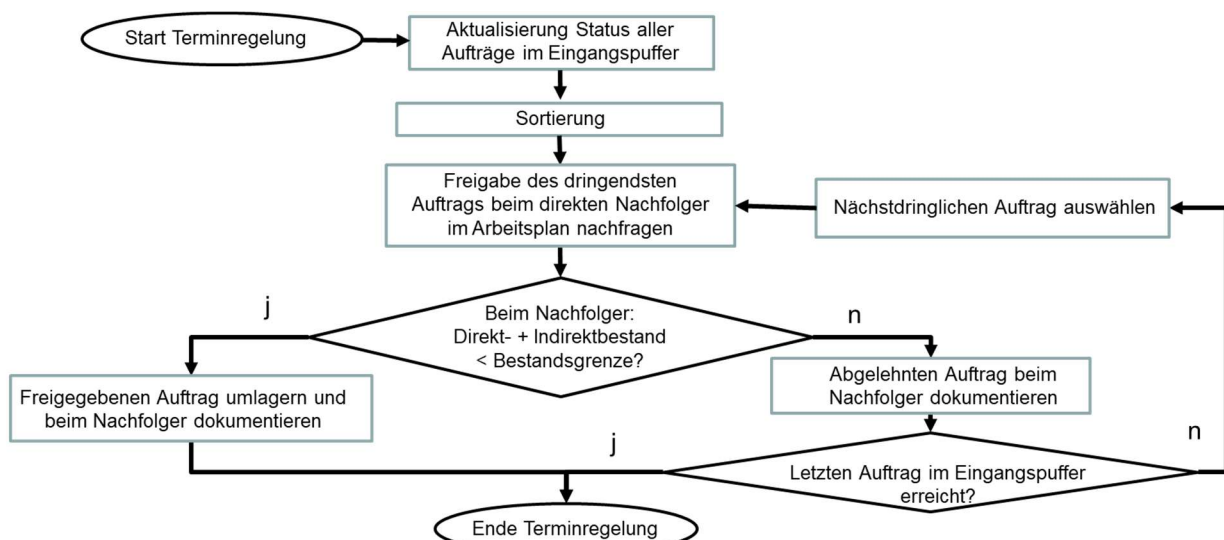 Start Terminregelung
Aktualisierung Status aller
Aufträge im Eingangspuffer
Sortierung
Freigabe des dringendsten
Auftrags beim direkten Nachfolger
im Arbeitsplan nachfragen
Nächstdringlichen Auftrag auswählen
j
Beim Nachfolger:
Direkt- + Indirektbestand
< Bestandsgrenze?
n
Freigegebenen Auftrag umlagern und
beim Nachfolger dokumentieren
Abgelehnten Auftrag beim
Nachfolger dokumentieren
j
n
Letzten Auftrag im Eingangspuffer
erreicht?
Ende Terminregelung